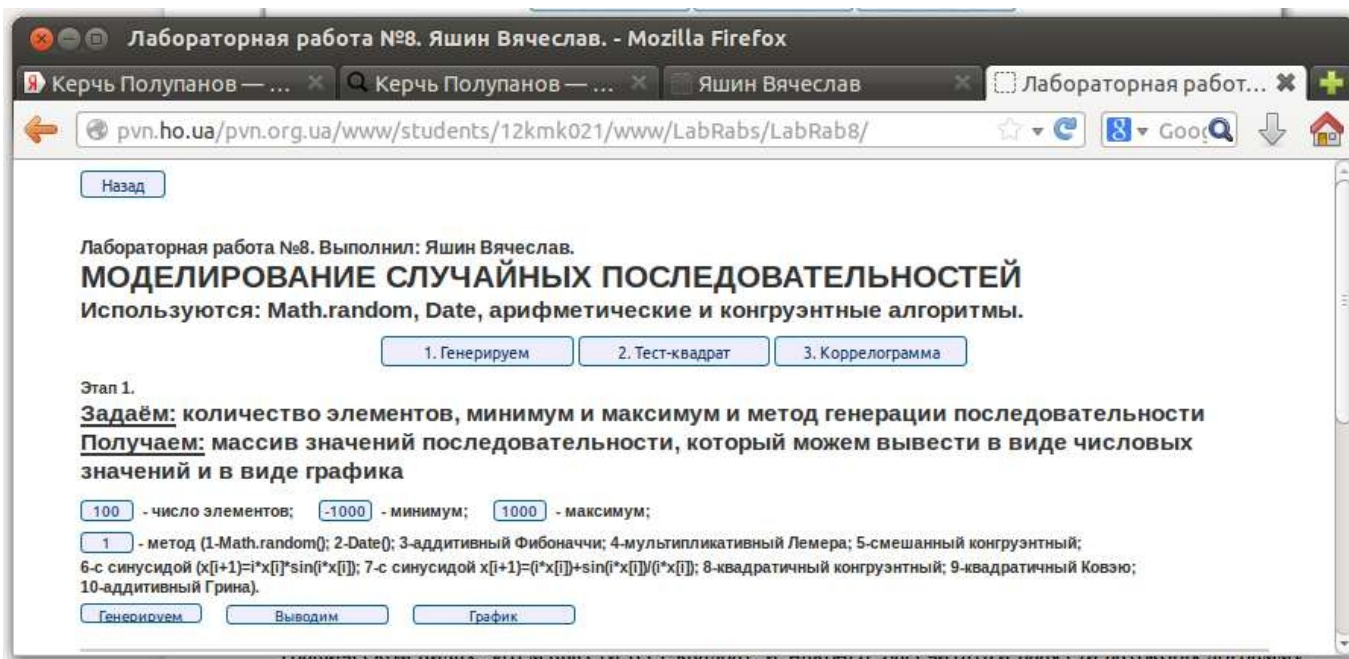 Лабораторная работа №8. Яшин Вячеслав. - Mozilla Firefox
Керчь Полупанов — ... Керчь Полупанов — ... Яшин Вячеслав Лабораторная работ...
pvn.ho.ua/pvn.org.ua/www/students/12kmk021/www/LabRabs/LabRab8/
Назад
Лабораторная работа №8. Выполнил: Яшин Вячеслав.
МОДЕЛИРОВАНИЕ СЛУЧАЙНЫХ ПОСЛЕДОВАТЕЛЬНОСТЕЙ
Используются: Math.random, Date, арифметические и конгруэнтные алгоритмы.
1. Генерируем 2. Тест-квадрат 3. Коррелограмма
Этап 1.
Задаём: количество элементов, минимум и максимум и метод генерации последовательности
Получаем: массив значений последовательности, который можем вывести в виде числовых
значений и в виде графика
100 - число элементов; -1000 - минимум; 1000 - максимум;
1 - метод (1-Math.random(); 2-Date(); 3-аддитивный Фибоначчи; 4-мультипликативный Лемера; 5-смешанный конгруэнтный;
6-с синусидой (x[i+1)=i*x[i]*sin(i*x[i]); 7-с синусидой x[i+1)=(i*x[i])+sin(i*x[i])/(i*x[i]); 8-квадратичный конгруэнтный; 9-квадратичный Ковэю;
10-аддитивный Грина).
Генерируем Выводим График